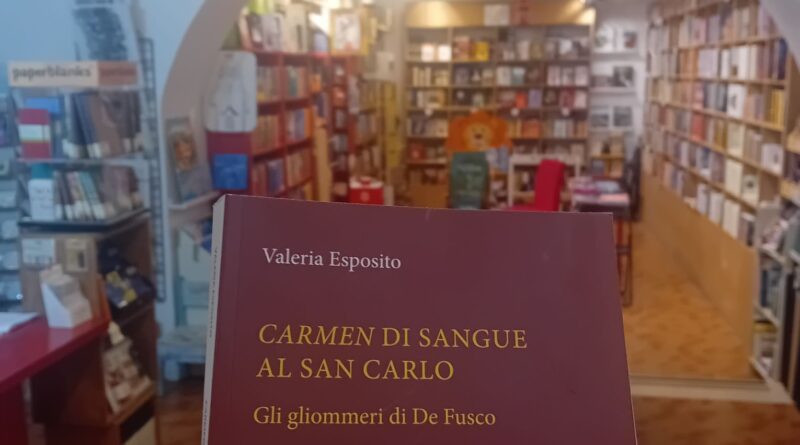 paperblanks
Valeria Esposito
CARMEN DI SANGUE
AL SAN CARLO
Gli gliommeri di De Fusco